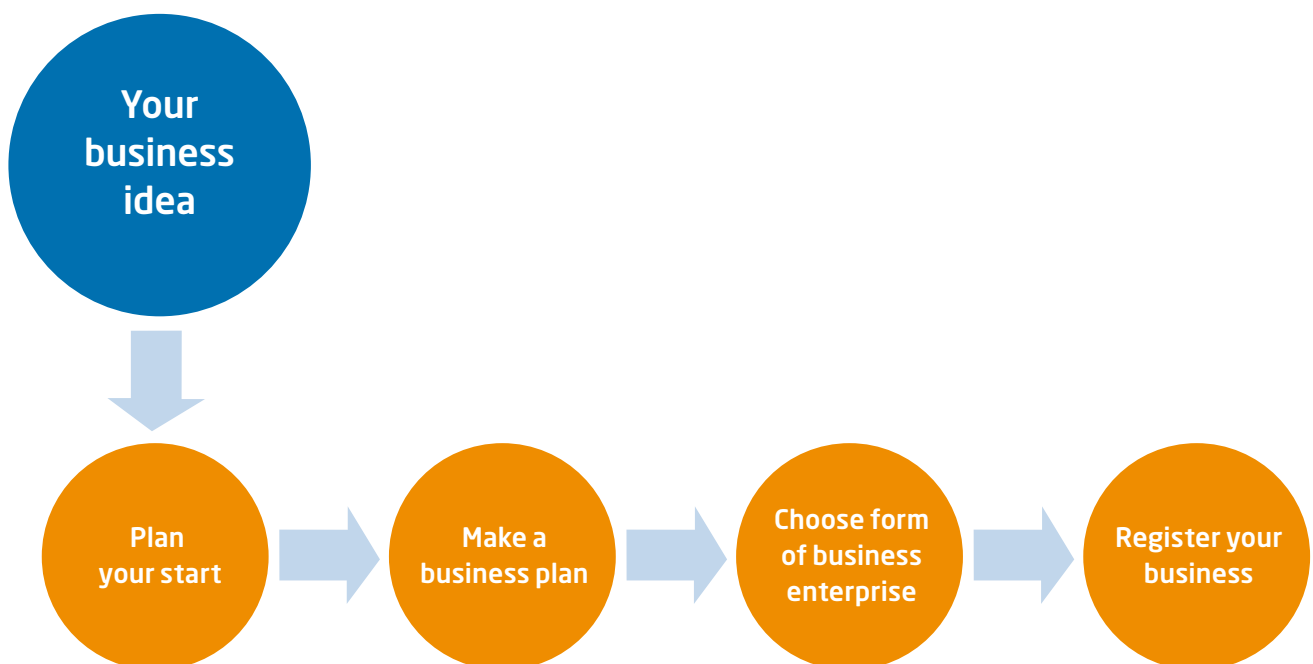 Your
business
idea
Plan
your start
Make a
business plan
Choose form
of business
enterprise
Register your
business